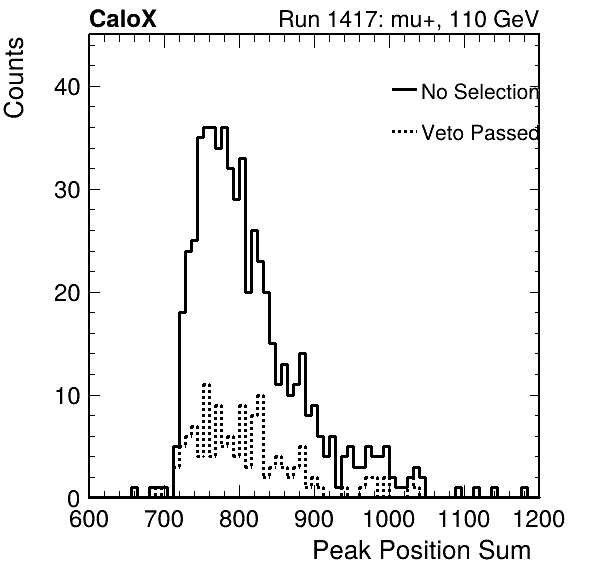 CaloX Run 1417: mu+, 110 GeV
Counts
No Selection
Veto Passed
40
30
20
10
0
600 700 800 900 1000 1100 1200
Peak Position Sum